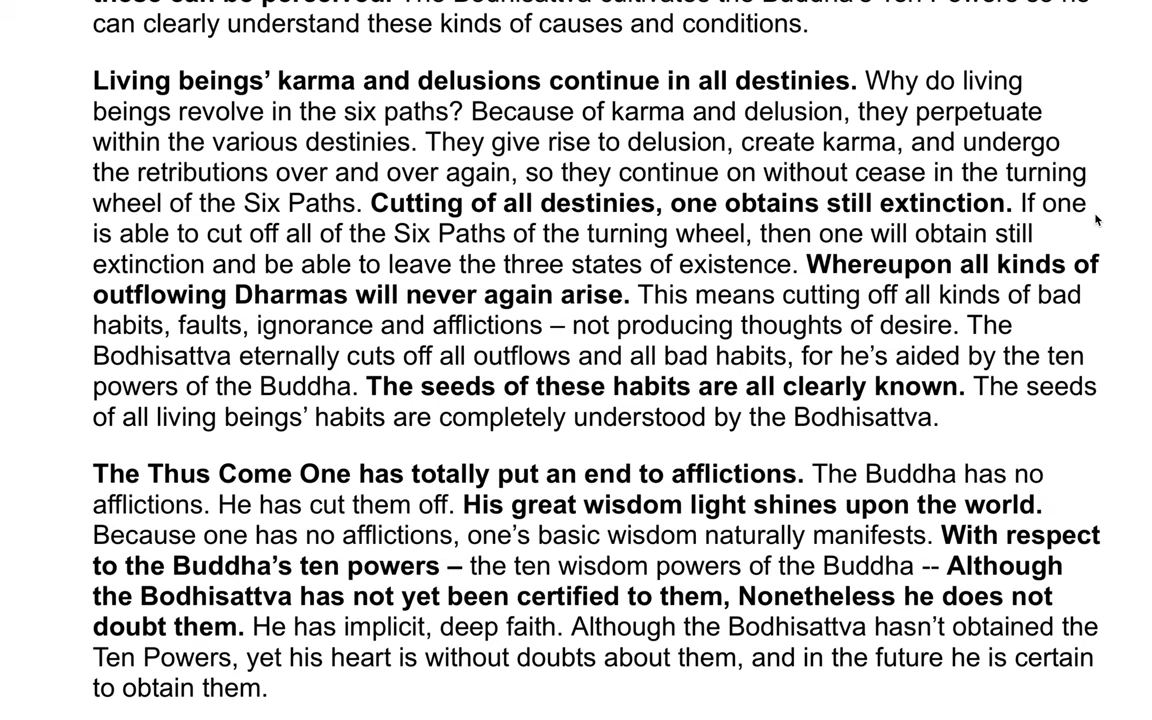 these can be perceived. The Bodhisattva cultivates the Buddha's Ten Powers so he
can clearly understand these kinds of causes and conditions.
Living beings' karma and delusions continue in all destinies. Why do living
beings revolve in the six paths? Because of karma and delusion, they perpetuate
within the various destinies. They give rise to delusion, create karma, and undergo
the retributions over and over again, so they continue on without cease in the turning
wheel of the Six Paths. Cutting of all destinies, one obtains still extinction. If one
is able to cut off all of the Six Paths of the turning wheel, then one will obtain still
extinction and be able to leave the three states of existence. Whereupon all kinds of
outflowing Dharmas will never again arise. This means cutting off all kinds of bad
habits, faults, ignorance and afflictions – not producing thoughts of desire. The
Bodhisattva eternally cuts off all outflows and all bad habits, for he's aided by the ten
powers of the Buddha. The seeds of these habits are all clearly known. The seeds
of all living beings' habits are completely understood by the Bodhisattva.
The Thus Come One has totally put an end to afflictions. The Buddha has no
afflictions. He has cut them off. His great wisdom light shines upon the world.
Because one has no afflictions, one's basic wisdom naturally manifests. With respect
to the Buddha's ten powers – the ten wisdom powers of the Buddha -- Although
the Bodhisattva has not yet been certified to them, Nonetheless he does not
doubt them. He has implicit, deep faith. Although the Bodhisattva hasn't obtained the
Ten Powers, yet his heart is without doubts about them, and in the future he is certain
to obtain them.